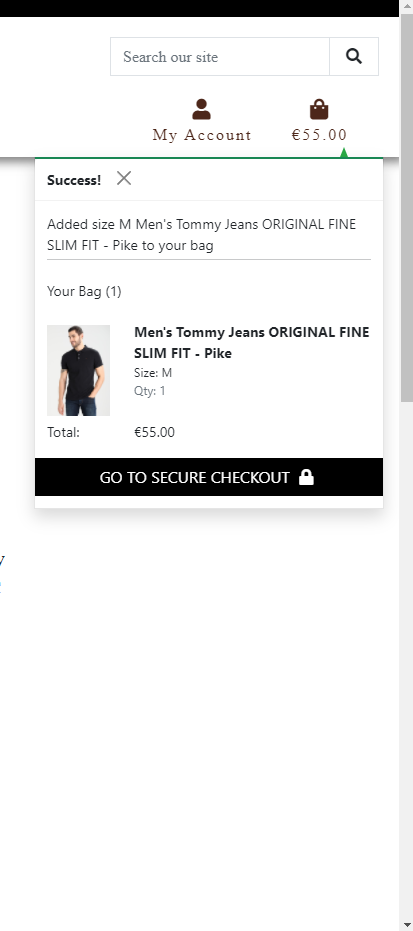 Search our site
My Account
€55.00
Success!
Added size M Men's Tommy Jeans ORIGINAL FINE
SLIM FIT - Pike to your bag
Your Bag (1)
Men's Tommy Jeans ORIGINAL FINE
SLIM FIT - Pike
Size: M
Qty: 1
Total:
€55.00
GO TO SECURE CHECKOUT